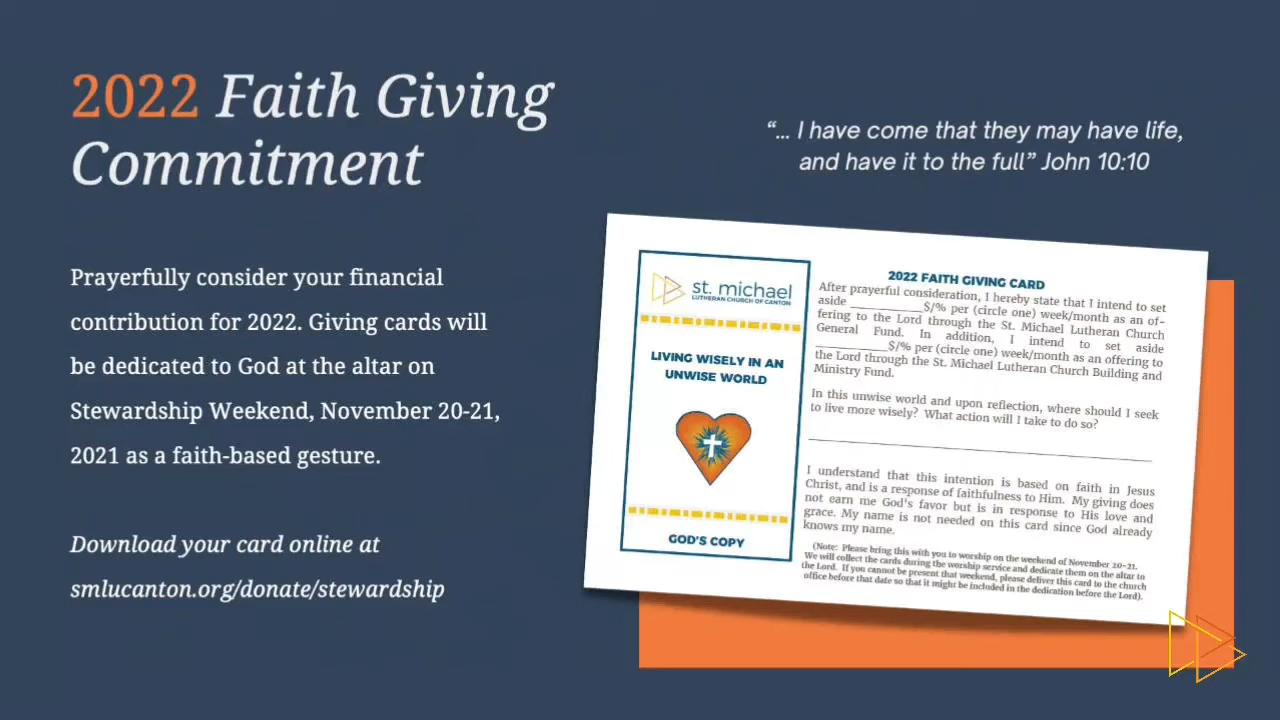 2022 Faith Giving
Commitment
Prayerfully consider your financial
contribution for 2022. Giving cards will
be dedicated to God at the altar on
Stewardship Weekend, November 20-21,
2021 as a faith-based gesture.
Download your card online at
smlucanton.org/donate/stewardship
“... I have come that they may have life,
and have it to the full” John 10:10
st. michael
LUTHERAN CHURCH OF CANTON
LIVING WISELY IN AN
UNWISE WORLD
GOD'S COPY
2022 FAITH GIVING CARD
After prayerful consideration, I hereby state that I intend to set
aside __________$/% per (circle one) week/month as an of-
fering to the Lord through the St. Michael Lutheran Church
General Fund. In addition, I intend to set aside
__________$/% per (circle one) week/month as an offering to
the Lord through the St. Michael Lutheran Church Building and
Ministry Fund.
In this unwise world and upon reflection, where should I seek
to live more wisely? What action will I take to do so?
I understand that this intention is based on faith in Jesus
Christ, and is a response of faithfulness to Him. My giving does
not earn me God's favor but is in response to His love and
grace. My name is not needed on this card since God already
knows my name.
(Note: Please bring this with you to worship on the weekend of November 20-21.
We will collect the cards during the worship service and dedicate them on the altar to
the Lord. If you cannot be present that weekend, please deliver this card to the church
office before that date so that it might be included in the dedication before the Lord).